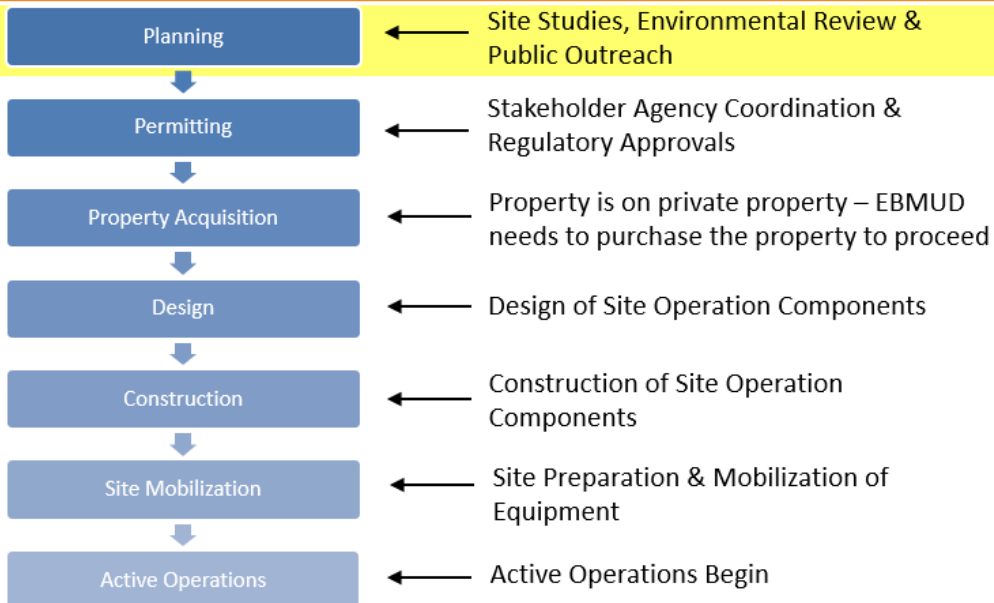 Planning
Site Studies, Environmental Review &
Public Outreach
Permitting
Stakeholder Agency Coordination &
Regulatory Approvals
Property Acquisition
Property is on private property – EBMUD
needs to purchase the property to proceed
Design
Design of Site Operation Components
Construction
Construction of Site Operation
Components
Site Mobilization
Site Preparation & Mobilization of
Equipment
Active Operations
Active Operations Begin